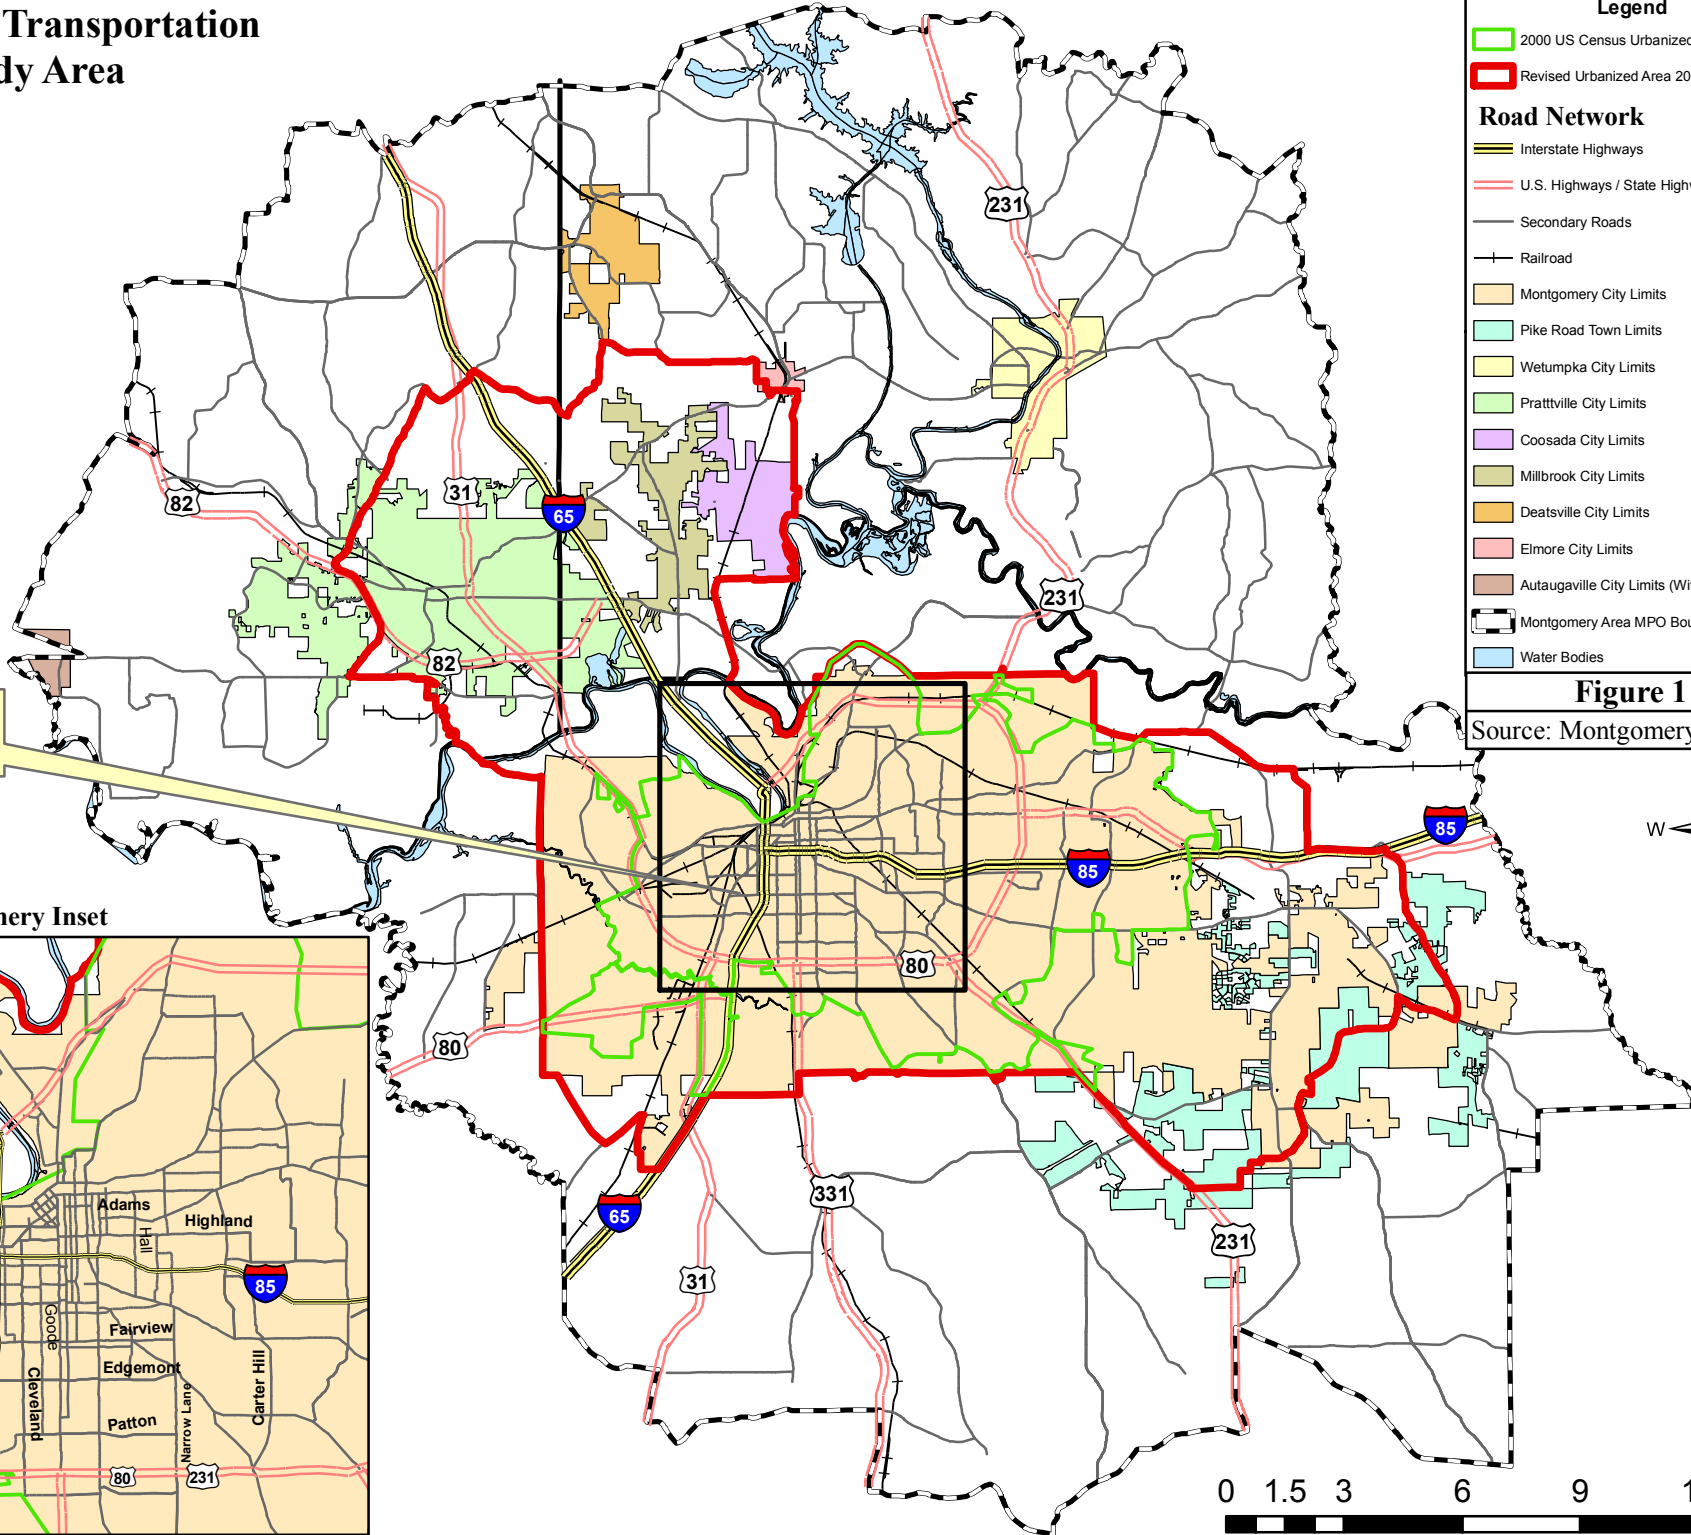 Transportation
dy Area
Legend
2000 US Census Urbanized
Revised Urbanized Area 20
Road Network
Interstate Highways
U.S. Highways / State High
Secondary Roads
Railroad
Montgomery City Limits
Pike Road Town Limits
Wetumpka City Limits
Pratttville City Limits
Coosada City Limits
Millbrook City Limits
Deatsville City Limits
Elmore City Limits
Autaugaville City Limits (Wi
Montgomery Area MPO Bou
Water Bodies
Figure 1
Source: Montgomery
231
82
31
65
231
82
85
W
85
80
80
65
331
31
231
nery Inset
Adams
Highland
Hall
85
Goode
Fairview
Edgemont
Cleveland
Carter Hill
Narrow Lane
Patton
80
231
0 1.5 3 6 9 1